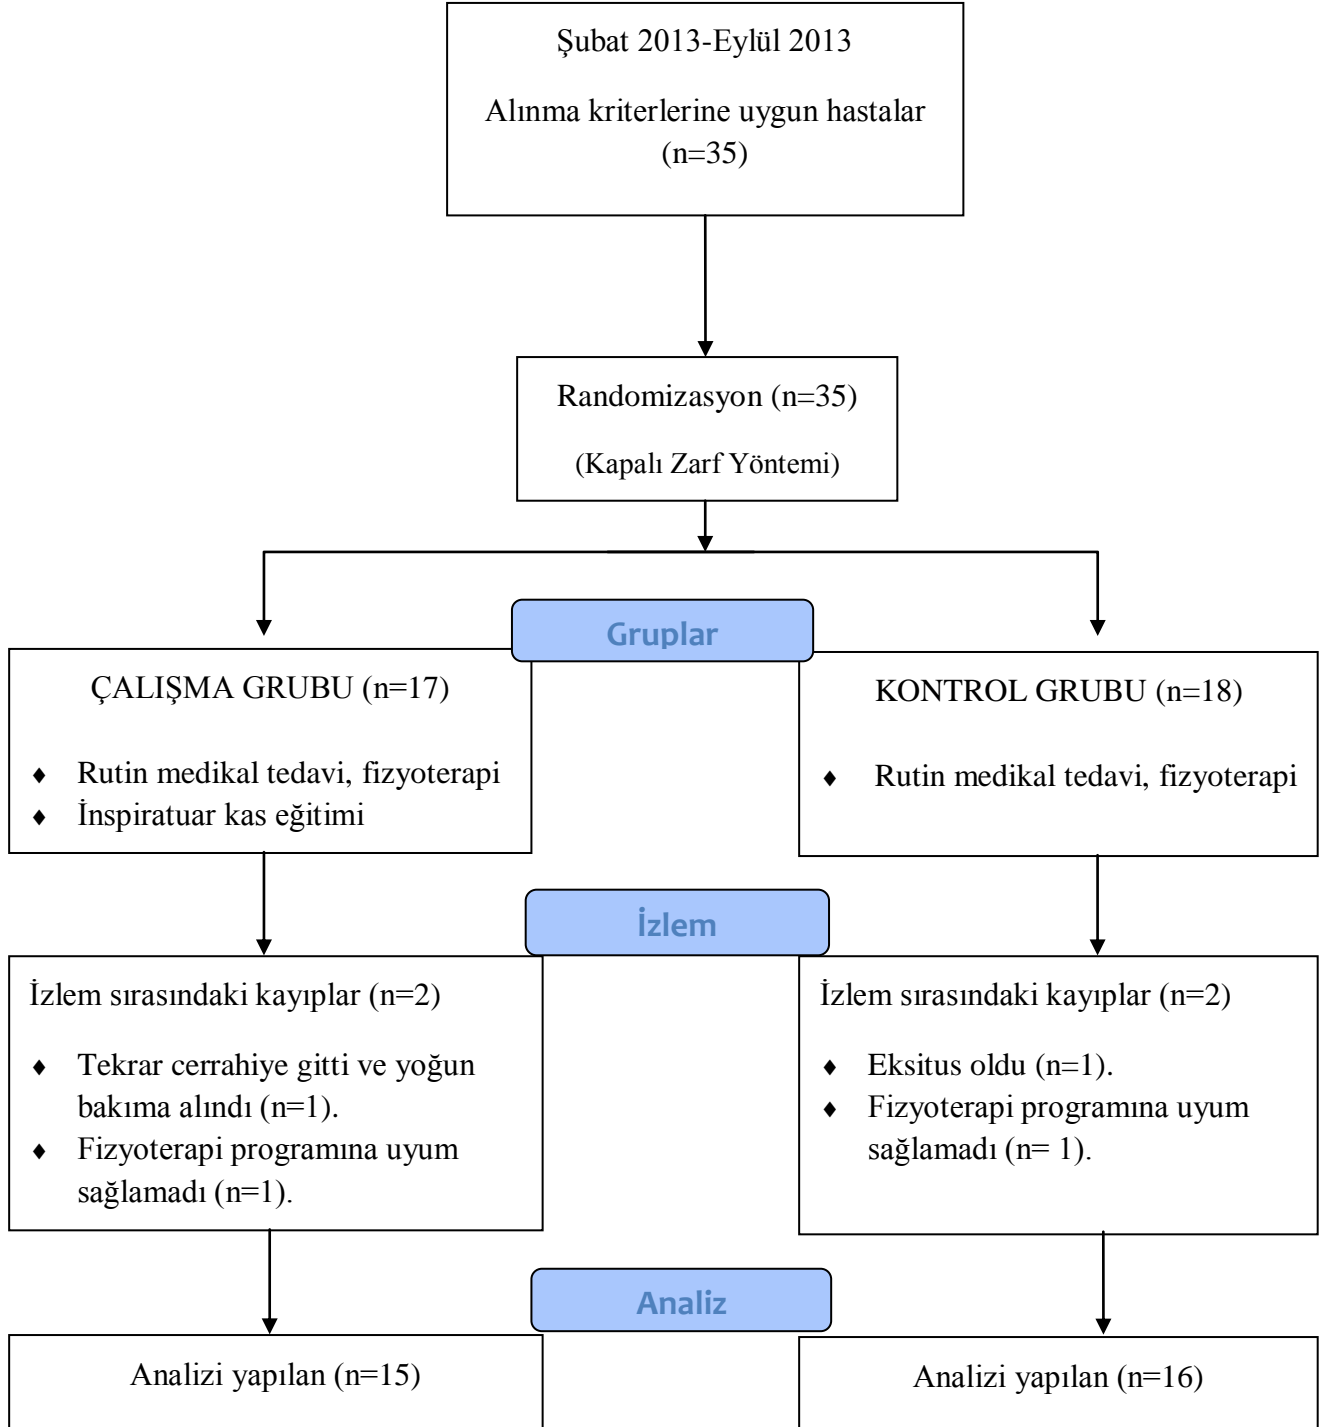 Şubat 2013-Eylül 2013
Alınma kriterlerine uygun hastalar
(n=35)
Randomizasyon (n=35)
(Kapalı Zarf Yöntemi)
Gruplar
ÇALIŞMA GRUBU (n=17)
♦ Rutin medikal tedavi, fizyoterapi
♦ İnspiratuar kas eğitimi
KONTROL GRUBU (n=18)
♦ Rutin medikal tedavi, fizyoterapi
İzlem
İzlem sırasındaki kayıplar (n=2)
♦ Tekrar cerrahiye gitti ve yoğun
bakıma alındı (n=1).
♦ Fizyoterapi programına uyum
sağlamadı (n=1).
İzlem sırasındaki kayıplar (n=2)
♦ Eksitus oldu (n=1).
♦ Fizyoterapi programına uyum
sağlamadı (n= 1).
Analiz
Analizi yapılan (n=15)
Analizi yapılan (n=16)